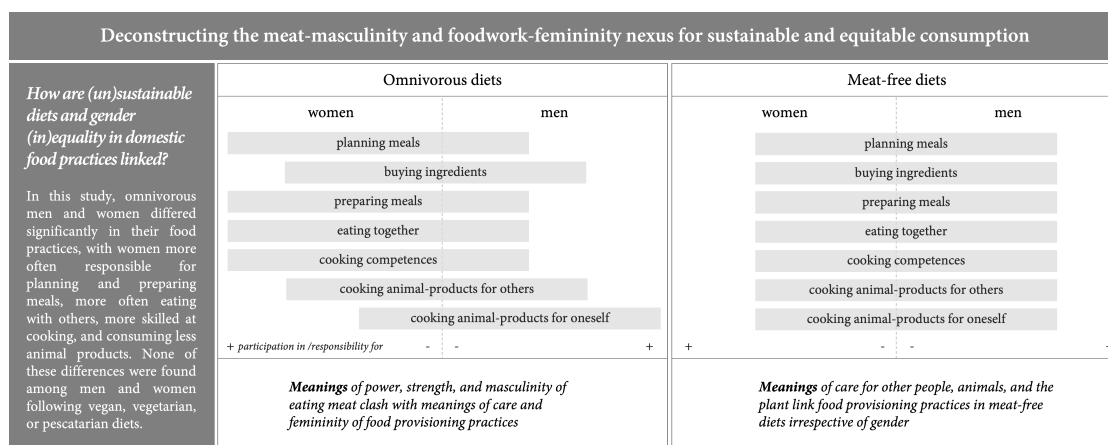 Deconstructing the meat-masculinity and foodwork-femininity nexus for sustainable and equitable consumption
How are (un)sustainable
diets and gender
(in)equality in domestic
food practices linked?
In this study, omnivorous
men and women differed
significantly in their food
practices, with women more
often responsible for
planning and preparing
meals, more often eating
with others, more skilled at
cooking, and consuming less
animal products. None of
these differences were found
among men and women
following vegan, vegetarian,
or pescatarian diets.
Omnivorous diets
women men
planning meals
buying ingredients
preparing meals
eating together
cooking competences
cooking animal-products for others
cooking animal-products for oneself
+ participation in /responsibility for - - +
Meanings of power, strength, and masculinity of
eating meat clash with meanings of care and
femininity of food provisioning practices
Meat-free diets
women men
planning meals
buying ingredients
preparing meals
eating together
cooking competences
cooking animal-products for others
cooking animal-products for oneself
+ - - +
Meanings of care for other people, animals, and the
plant link food provisioning practices in meat-free
diets irrespective of gender